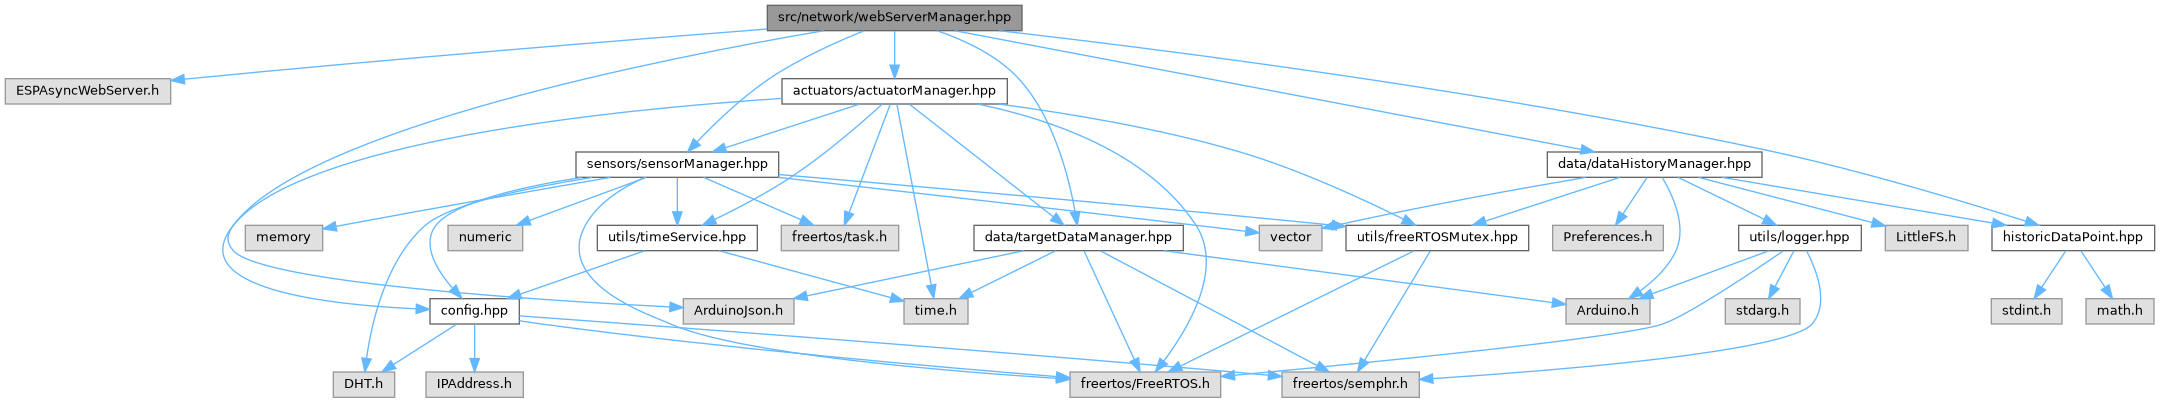 src/network/webServerManager.hpp
ESPAsyncWebServer.h
actuators/actuatorManager.hpp
sensors/sensorManager.hpp
data/dataHistoryManager.hpp
memory
numeric
utils/timeService.hpp
freertos/task.h
data/targetDataManager.hpp
vector
utils/freeRTOSMutex.hpp
Preferences.h
utils/logger.hpp
LittleFS.h
historicDataPoint.hpp
config.hpp
ArduinoJson.h
time.h
Arduino.h
stdarg.h
stdint.h
math.h
DHT.h
IPAddress.h
freertos/FreeRTOS.h
freertos/semphr.h